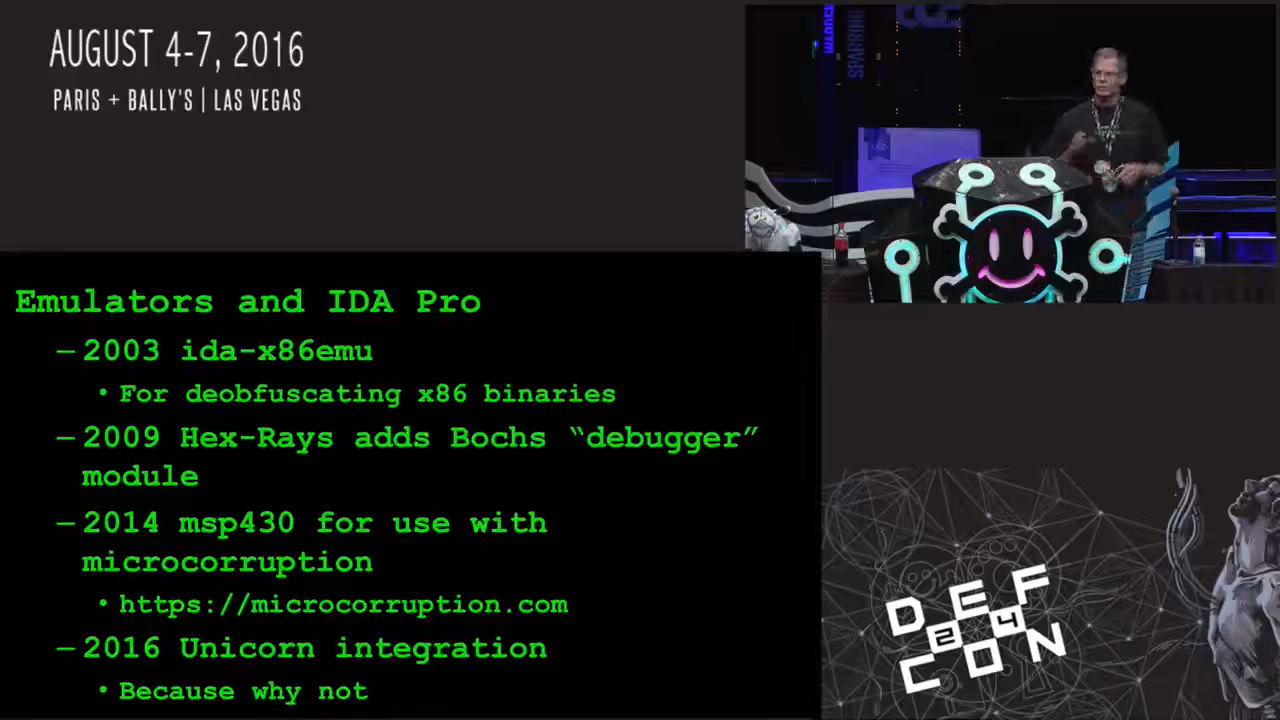 AUGUST 4-7, 2016
PARIS + BALLY'S | LAS VEGAS
SPARRING
Emulators and IDA Pro
– 2003 ida-x86emu
• For deobfuscating x86 binaries
– 2009 Hex-Rays adds Bochs “debugger”
module
– 2014 msp430 for use with
microcorruption
• https://microcorruption.com
– 2016 Unicorn integration
• Because why not
DEF
24
CON